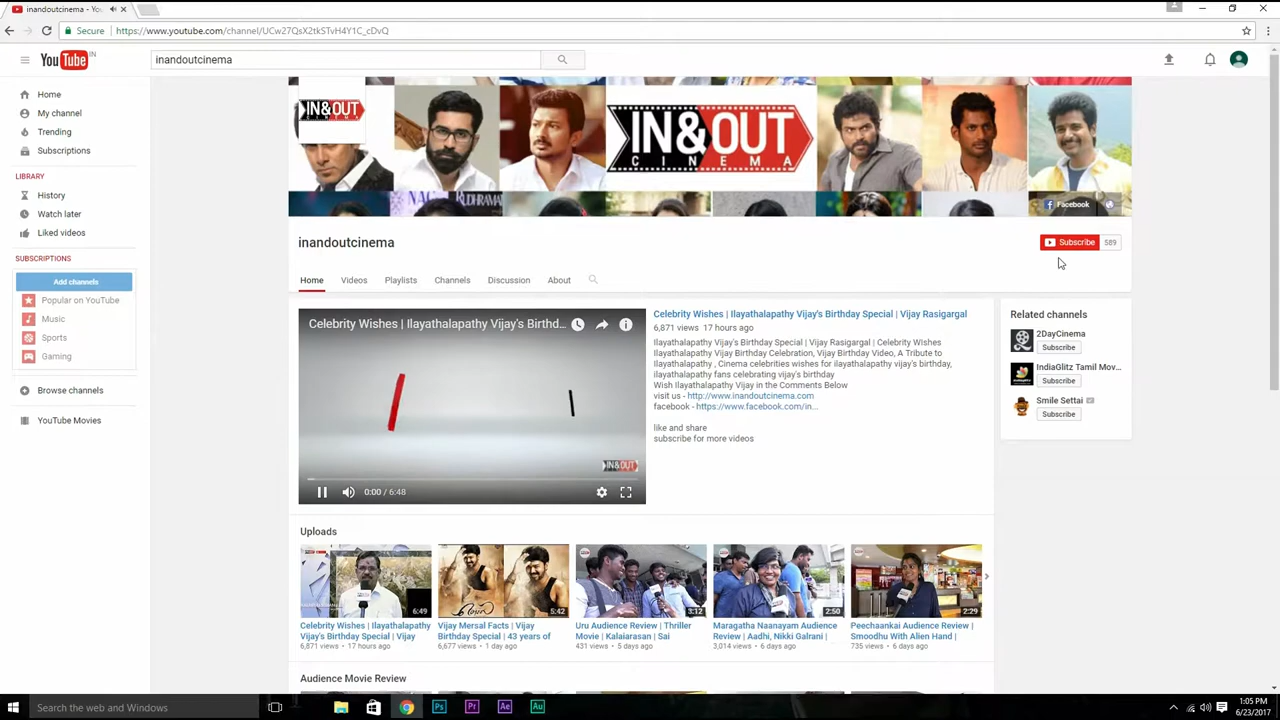 inandoutcinema - You
Secure
https://www.youtube.com/channel/UCw27QsX2tkSTvH4Y1C_cDvQ
YouTube IN
inandoutcinema
Home
My channel
Trending
Subscriptions
LIBRARY
History
Watch later
Liked videos
SUBSCRIPTIONS
Add channels
Popular on YouTube
Music
Sports
Gaming
Browse channels
YouTube Movies
IN&OUT
CINEMA
IN&OUT
CINEMA
Facebook
inandoutcinema
Subscribe 589
Home Videos Playlists Channels Discussion About
Celebrity Wishes | Ilayathalapathy Vijay's Birthd...
IN&OUT
0:00 / 6:48
Celebrity Wishes | Ilayathalapathy Vijay's Birthday Special | Vijay Rasigargal
6,871 views 17 hours ago
Ilayathalapathy Vijay's Birthday Special | Vijay Rasigargal | Celebrity WIshes
Ilayathalapathy Vijay Birthday Celebration, Vijay Birthday Video, A Tribute to
Ilayathalapathy , Cinema celebrities wishes for ilayathalapathy vijay's birthday,
ilayathalapathy fans celebrating vijay's birthday
Wish Ilayathalapathy Vijay in the Comments Below
visit us - http://www.inandoutcinema.com
facebook - https://www.facebook.com/in...
like and share
subscribe for more videos
Related channels
2DayCinema
Subscribe
IndiaGlitz Tamil Mov...
Subscribe
Smile Settai
Subscribe
Uploads
6:49
5:42
3:12
2:50
2:29
Celebrity Wishes | Ilayathalapathy
Vijay's Birthday Special | Vijay
6,871 views • 17 hours ago
Vijay Mersal Facts | Vijay
Birthday Special | 43 years of
6,677 views • 1 day ago
Uru Audience Review | Thriller
Movie | Kalaiarasan | Sai
431 views • 5 days ago
Maragatha Naanayam Audience
Review | Aadhi, Nikki Galrani |
3,014 views • 6 days ago
Peechaankai Audience Review |
Smoodhu With Alien Hand |
735 views • 6 days ago
Audience Movie Review
Search the web and Windows
Ps
Pr
Ae
Au
1:05 PM
6/23/2017